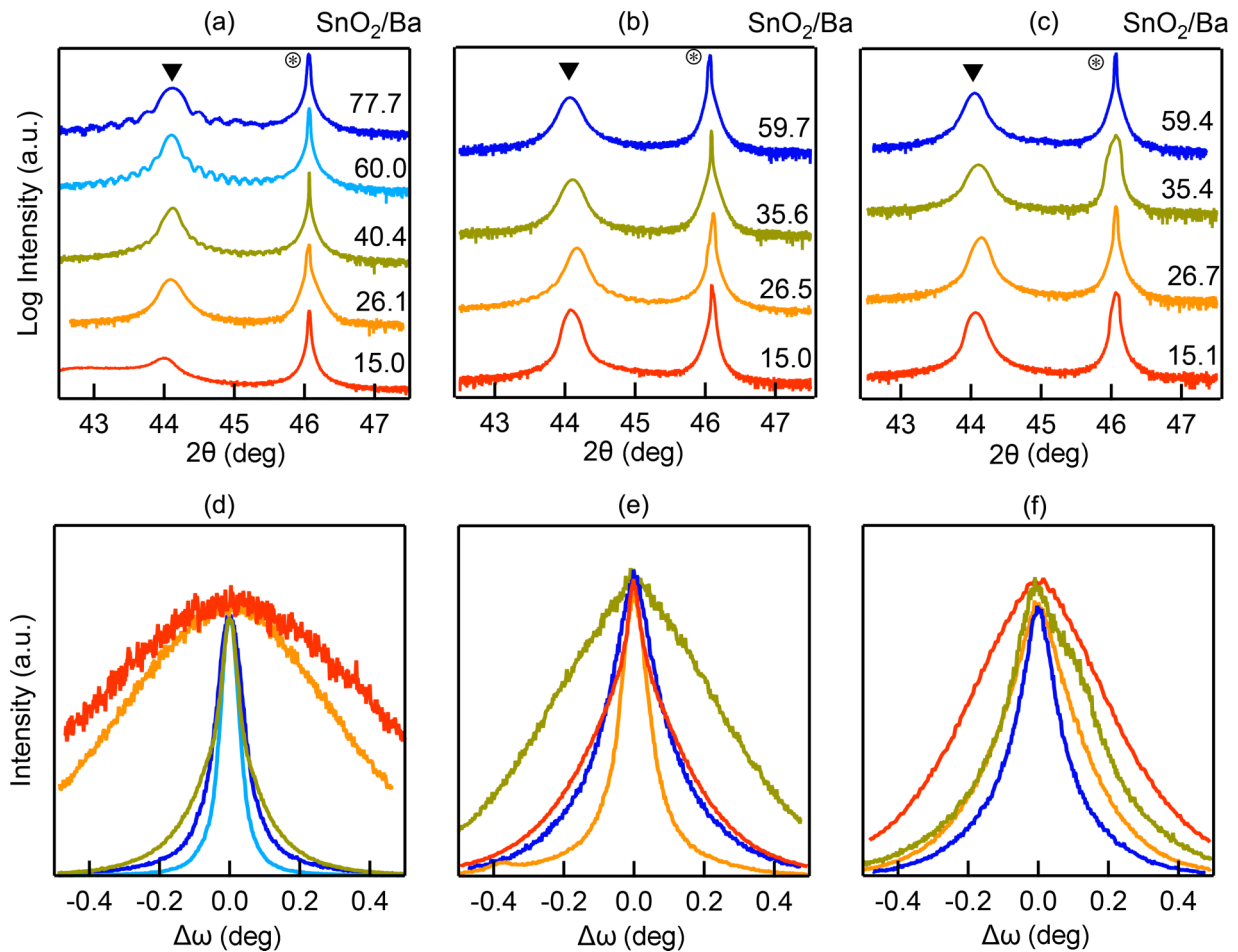 (a) SnO₂/Ba
77.7
60.0
40.4
26.1
15.0
Log Intensity (a.u.)
43 44 45 46 47
2θ (deg)
(b) SnO₂/Ba
59.7
35.6
26.5
15.0
43 44 45 46 47
2θ (deg)
(c) SnO₂/Ba
59.4
35.4
26.7
15.1
43 44 45 46 47
2θ (deg)
(d)
Intensity (a.u.)
-0.4 -0.2 0.0 0.2 0.4
Δω (deg)
(e)
-0.4 -0.2 0.0 0.2 0.4
Δω (deg)
(f)
-0.4 -0.2 0.0 0.2 0.4
Δω (deg)